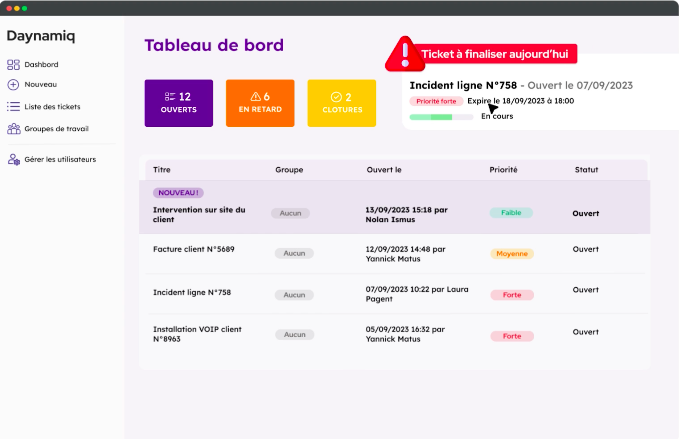 Daynamiq
Dashbord
Nouveau
Liste des tickets
Groupes de travail
Gérer les utilisateurs
Tableau de bord
12
OUVERTS
6
EN RETARD
2
CLOTURES
Ticket à finaliser aujourd'hui
Incident ligne N°758 - Ouvert le 07/09/2023
Priorité forte Expire le 18/09/2023 à 18:00
En cours
Titre Groupe Ouvert le Priorité Statut
NOUVEAU !
Intervention sur site du
client
Aucun
13/09/2023 15:18 par
Nolan Ismus
Faible
Ouvert
Facture client N°5689
Aucun
12/09/2023 14:48 par
Yannick Matus
Moyenne
Ouvert
Incident ligne N°758
Aucun
07/09/2023 10:22 par Laura
Pagent
Forte
Ouvert
Installation VOIP client
N°8963
Aucun
05/09/2023 16:32 par
Yannick Matus
Forte
Ouvert